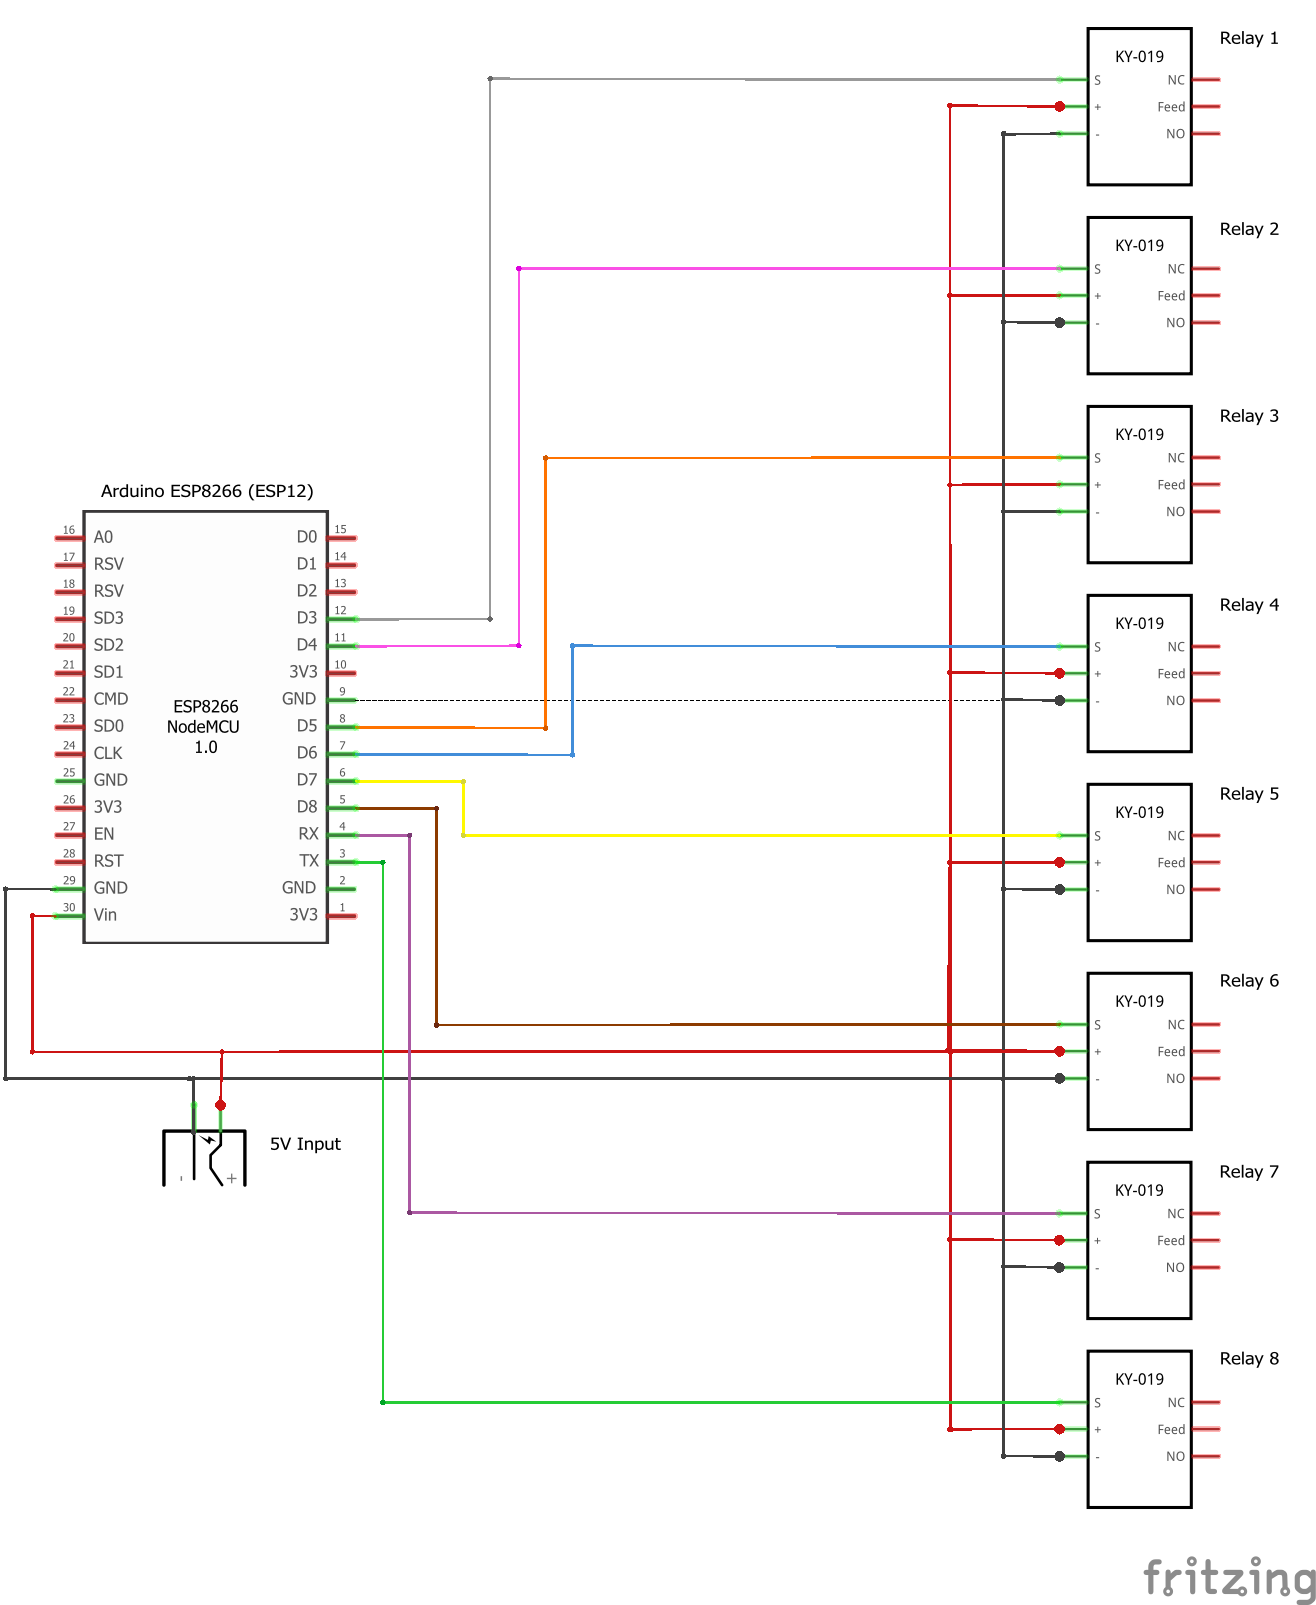 Relay 1
KY-019
S NC
+ Feed
- NO
Relay 2
KY-019
S NC
+ Feed
- NO
Relay 3
KY-019
S NC
+ Feed
- NO
Arduino ESP8266 (ESP12)
16 A0 D0 15
17 RSV D1 14
18 RSV D2 13
19 SD3 D3 12
20 SD2 D4 11
21 SD1 3V3 10
22 CMD GND 9
23 SD0 D5 8
24 CLK D6 7
25 GND D7 6
26 3V3 D8 5
27 EN RX 4
28 RST TX 3
29 GND GND 2
30 Vin 3V3 1
ESP8266
NodeMCU
1.0
Relay 4
KY-019
S NC
+ Feed
- NO
Relay 5
KY-019
S NC
+ Feed
- NO
Relay 6
KY-019
S NC
+ Feed
- NO
5V Input
- +
Relay 7
KY-019
S NC
+ Feed
- NO
Relay 8
KY-019
S NC
+ Feed
- NO
fritzing